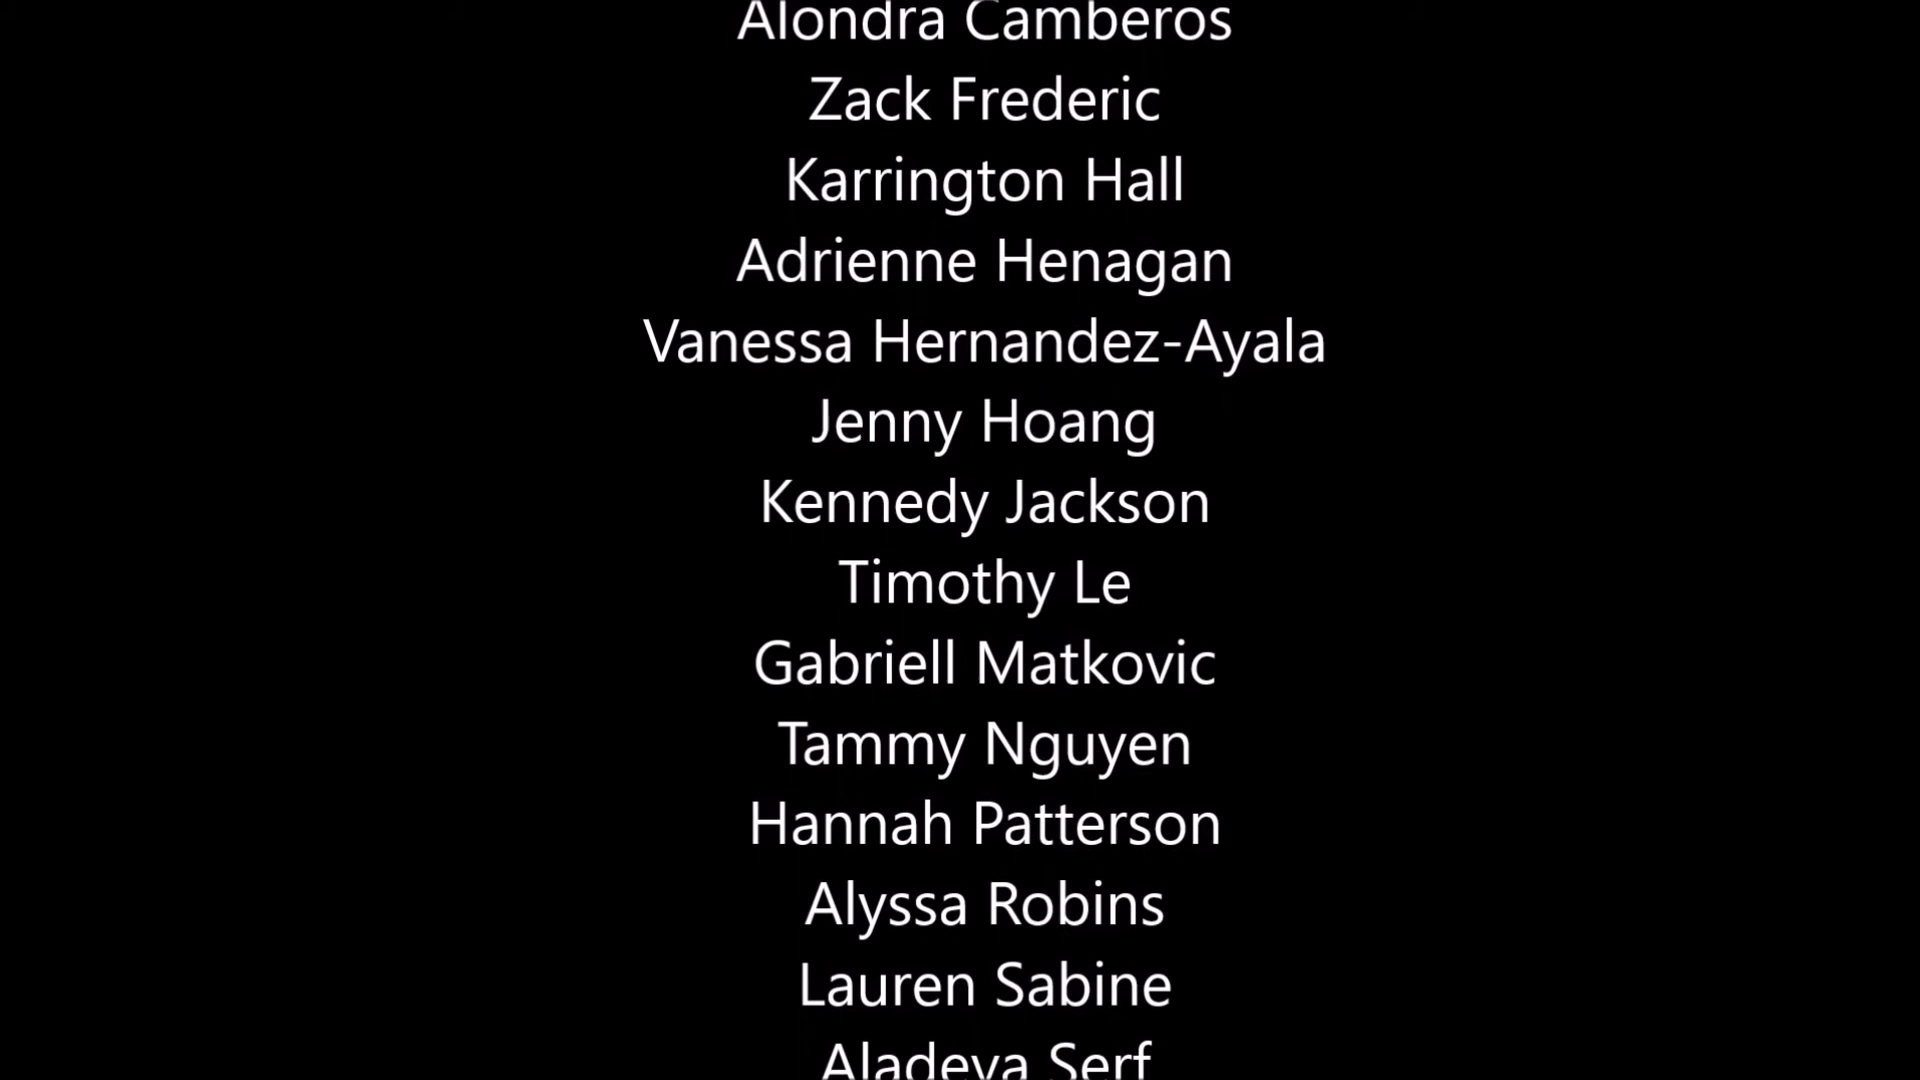 Alondra Camberos
Zack Frederic
Karrington Hall
Adrienne Henagan
Vanessa Hernandez-Ayala
Jenny Hoang
Kennedy Jackson
Timothy Le
Gabriell Matkovic
Tammy Nguyen
Hannah Patterson
Alyssa Robins
Lauren Sabine
Serf